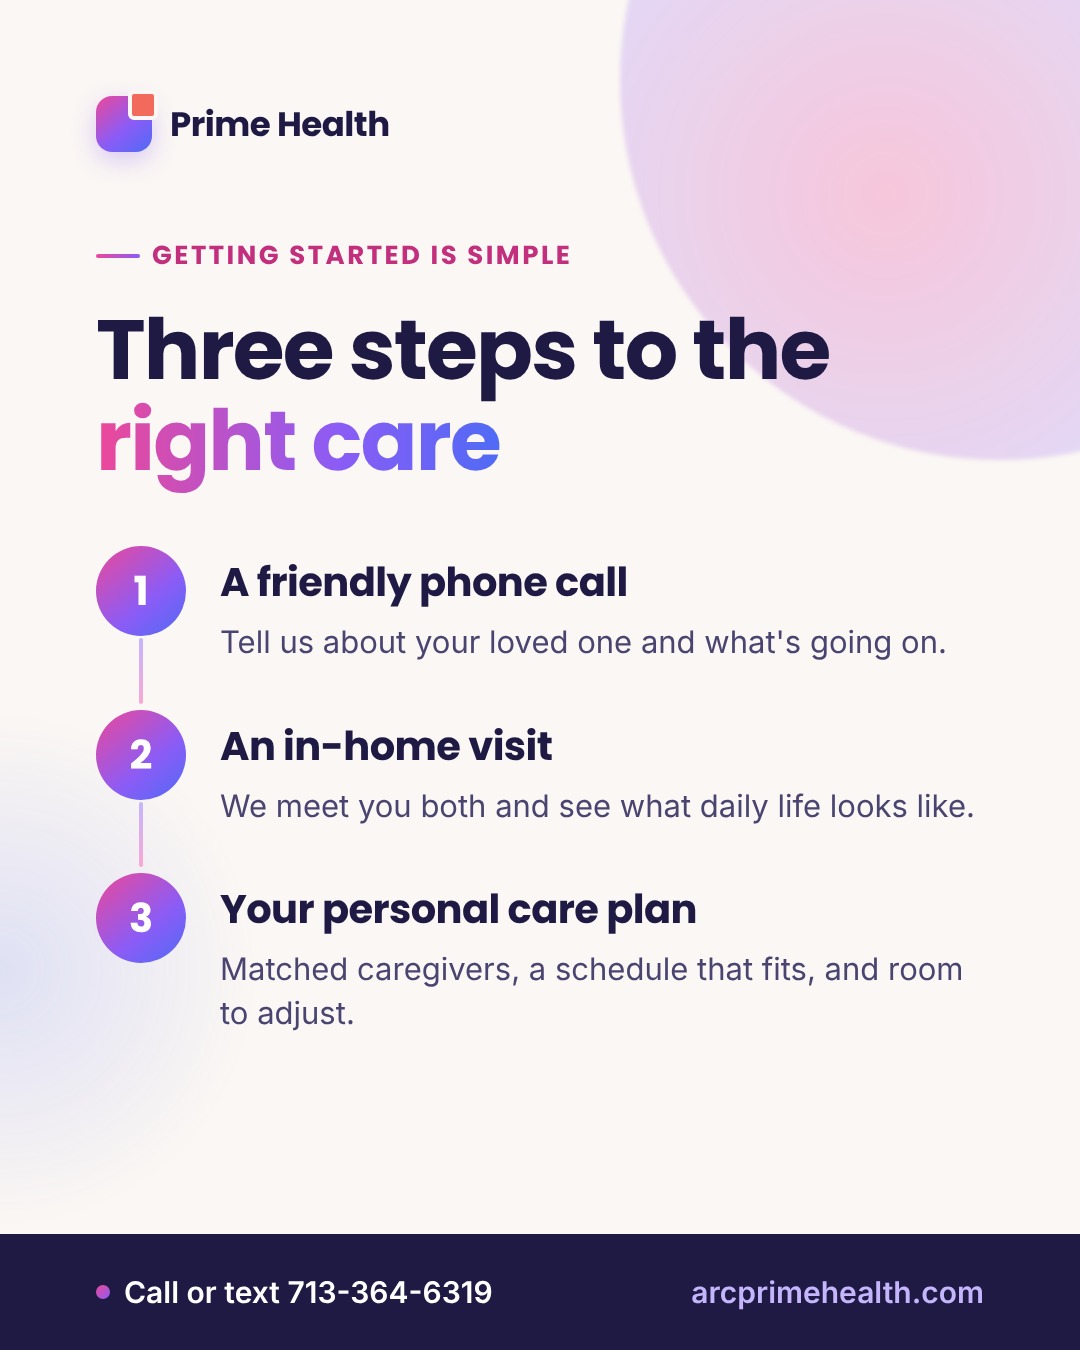 Prime Health
GETTING STARTED IS SIMPLE
Three steps to the
right care
1
A friendly phone call
Tell us about your loved one and what's going on.
2
An in-home visit
We meet you both and see what daily life looks like.
3
Your personal care plan
Matched caregivers, a schedule that fits, and room
to adjust.
Call or text 713-364-6319
arcprimehealth.com